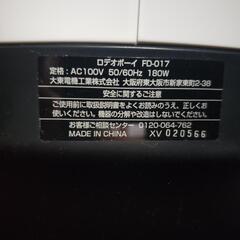 ロデオボーイ FD-017
定格：AC100V 50/60Hz 180W
大東電機工業株式会社 大阪府東大阪市新家東町2-38
安全に関するご注意
ご使用前に取扱説明書をよくお読みのうえ、正しくお使い
ください。機器の分解や改造はしないでください。
お客様ご相談センター 0120-064-762
MADE IN CHINA XV 020566